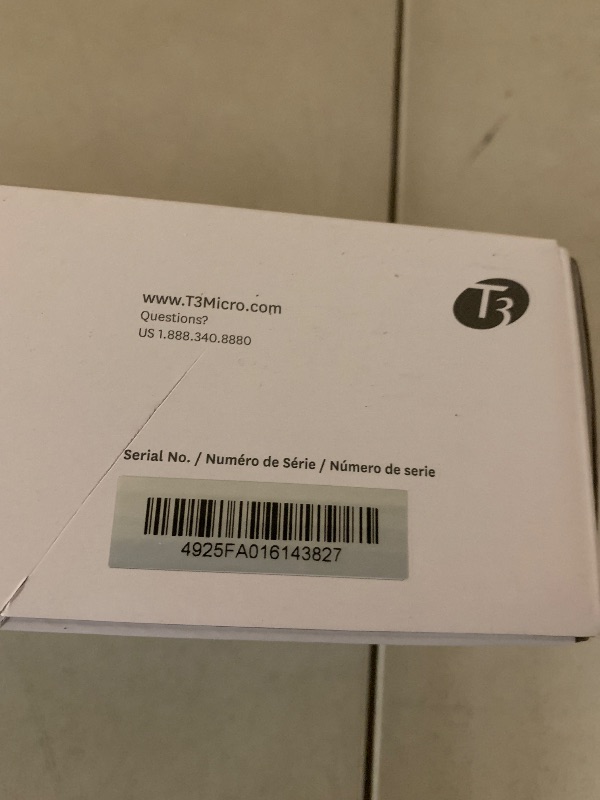 www.T3Micro.com
Questions?
US 1.888.340.8880
T3
Serial No. / Numéro de Série / Número de serie
4925FA016143827